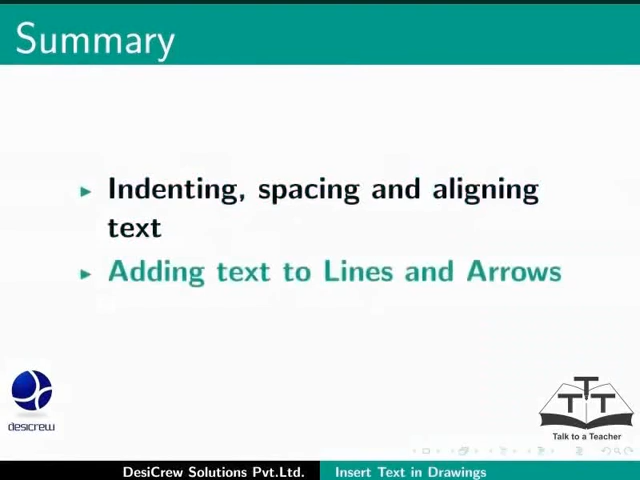 Summary
Indenting, spacing and aligning
text
Adding text to Lines and Arrows
desicrew
TTT
Talk to a Teacher
DesiCrew Solutions Pvt.Ltd. Insert Text in Drawings